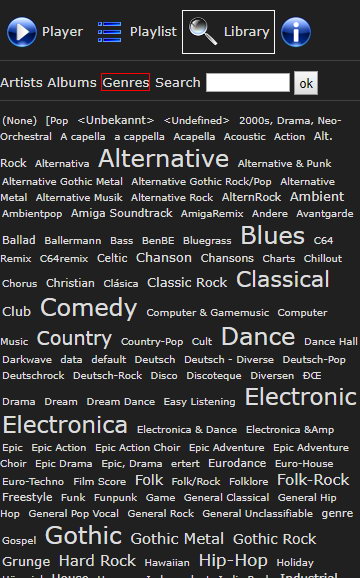 Player Playlist Library
Artists Albums Genres Search ok
(None) [Pop <Unbekannt> <Undefined> 2000s, Drama, Neo-
Orchestral A capella a cappella Acapella Acoustic Action Alt.
Rock Alternativa Alternative Alternative & Punk
Alternative Gothic Metal Alternative Gothic Rock/Pop Alternative
Metal Alternative Musik Alternative Rock AlternRock Ambient
Ambientpop Amiga Soundtrack AmigaRemix Andere Avantgarde
Ballad Ballermann Bass BenBE Bluegrass Blues C64
Remix C64remix Celtic Chanson Chansons Charts Chillout
Chorus Christian Clásica Classic Rock Classical
Club Comedy Computer & Gamemusic Computer
Music Country Country-Pop Cult Dance Dance Hall
Darkwave data default Deutsch Deutsch - Diverse Deutsch-Pop
Deutschrock Deutsch-Rock Disco Discoteque Diversen ÐŒ
Drama Dream Dream Dance Easy Listening Electronic
Electronica Electronica & Dance Electronica &Amp
Epic Epic Action Epic Action Choir Epic Adventure Epic Adventure
Choir Epic Drama Epic, Drama ertert Eurodance Euro-House
Euro-Techno Film Score Folk Folk/Rock Folklore Folk-Rock
Freestyle Funk Funpunk Game General Classical General Hip
Hop General Pop Vocal General Rock General Unclassifiable genre
Gospel Gothic Gothic Metal Gothic Rock
Grunge Hard Rock Hawaiian Hip-Hop Holiday